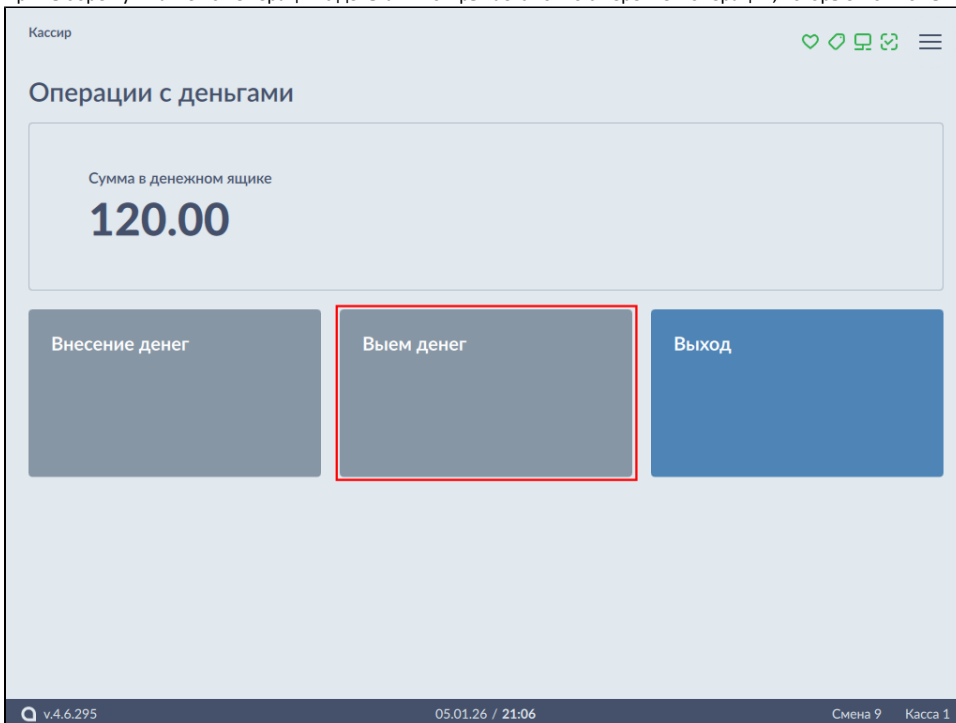 Кассир
Операции с деньгами
Сумма в денежном ящике
120.00
Внесение денег
Выем денег
Выход
v.4.6.295
05.01.26 / 21:06
Смена 9
Касса 1